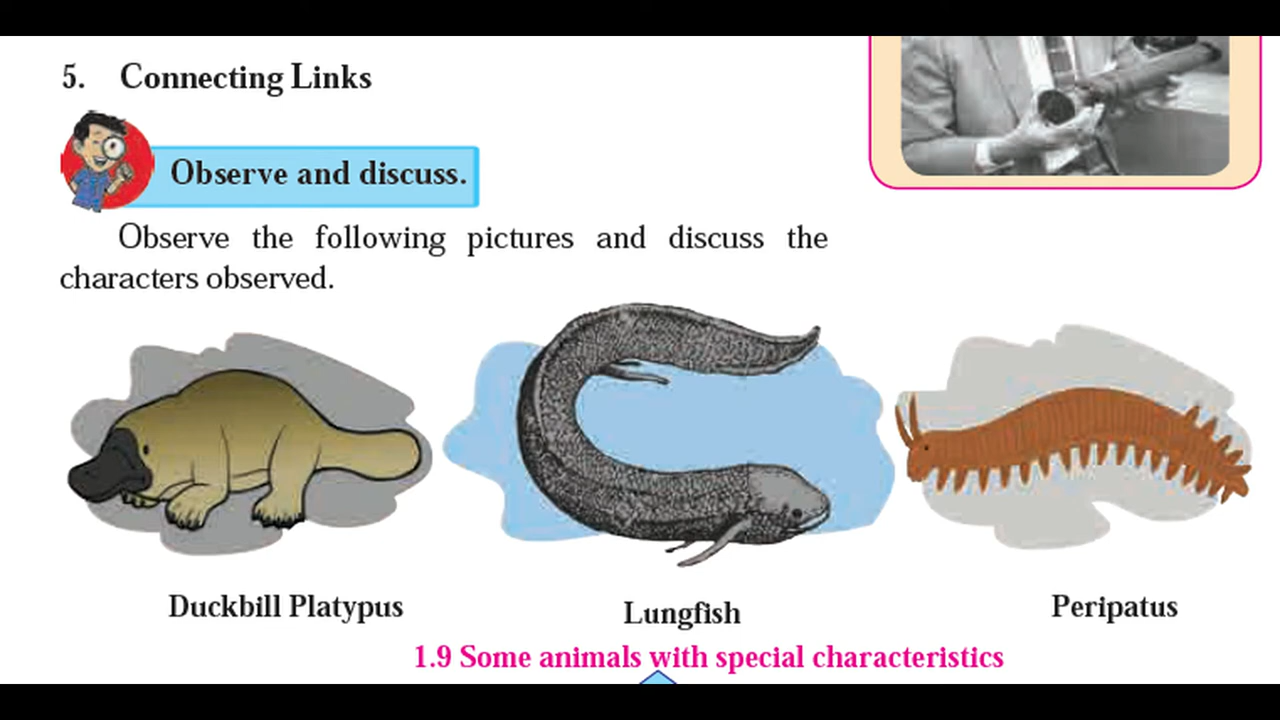 5. Connecting Links
Observe and discuss.
Observe the following pictures and discuss the
characters observed.
Duckbill Platypus
Lungfish
Peripatus
1.9 Some animals with special characteristics